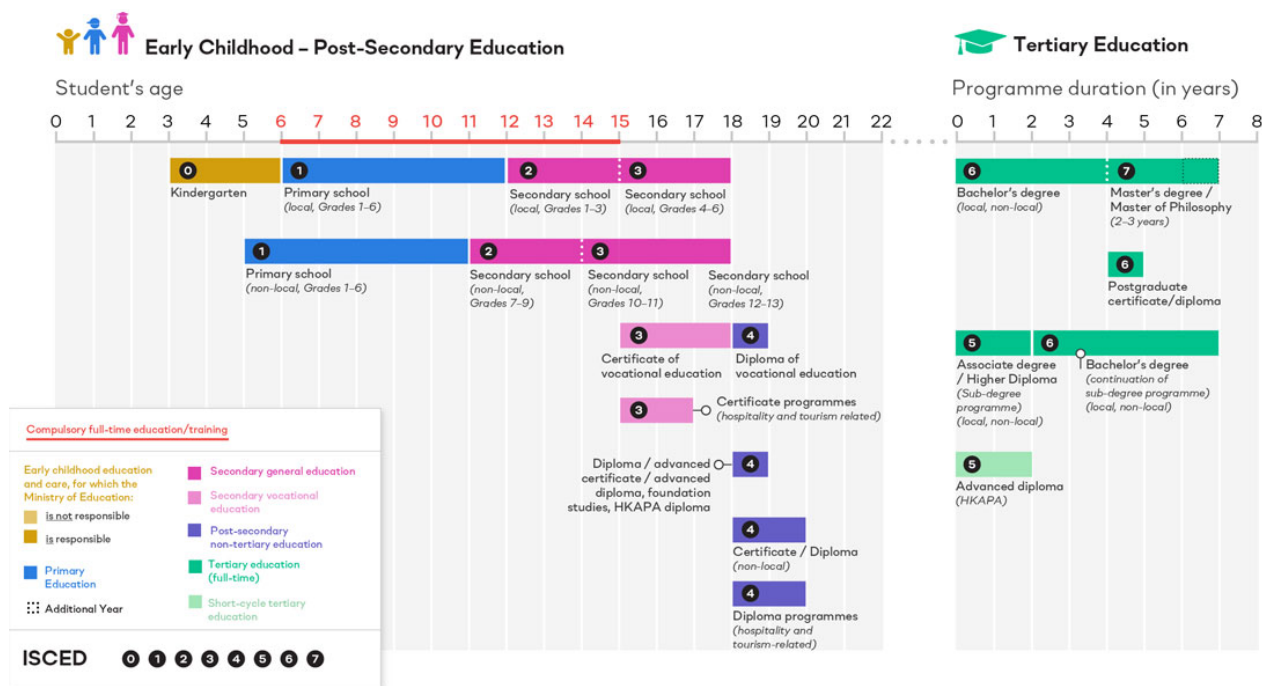 Early Childhood – Post-Secondary Education
Student's age
0 1 2 3 4 5 6 7 8 9 10 11 12 13 14 15 16 17 18 19 20 21 22
0
Kindergarten
1
Primary school
(local, Grades 1–6)
2
Secondary school
(local, Grades 1–3)
3
Secondary school
(local, Grades 4–6)
1
Primary school
(non-local, Grades 1–6)
2
Secondary school
(non-local,
Grades 7–9)
3
Secondary school
(non-local,
Grades 10–11)
Secondary school
(non-local,
Grades 12–13)
3
Certificate of
vocational education
4
Diploma of
vocational education
3
Certificate programmes
(hospitality and tourism related)
Diploma / advanced
certificate / advanced
diploma, foundation
studies, HKAPA diploma
4
4
Certificate / Diploma
(non-local)
4
Diploma programmes
(hospitality and
tourism-related)
Tertiary Education
Programme duration (in years)
0 1 2 3 4 5 6 7 8
6
Bachelor's degree
(local, non-local)
7
Master's degree /
Master of Philosophy
(2–3 years)
6
Postgraduate
certificate/diploma
5
Associate degree
/ Higher Diploma
(Sub-degree
programme)
(local, non-local)
6
Bachelor's degree
(continuation of
sub-degree programme)
(local, non-local)
5
Advanced diploma
(HKAPA)
Compulsory full-time education/training
Early childhood education
and care, for which the
Ministry of Education:
is not responsible
is responsible
Primary
Education
Additional Year
Secondary general education
Secondary vocational
education
Post-secondary
non-tertiary education
Tertiary education
(full-time)
Short-cycle tertiary
education
ISCED 0 1 2 3 4 5 6 7